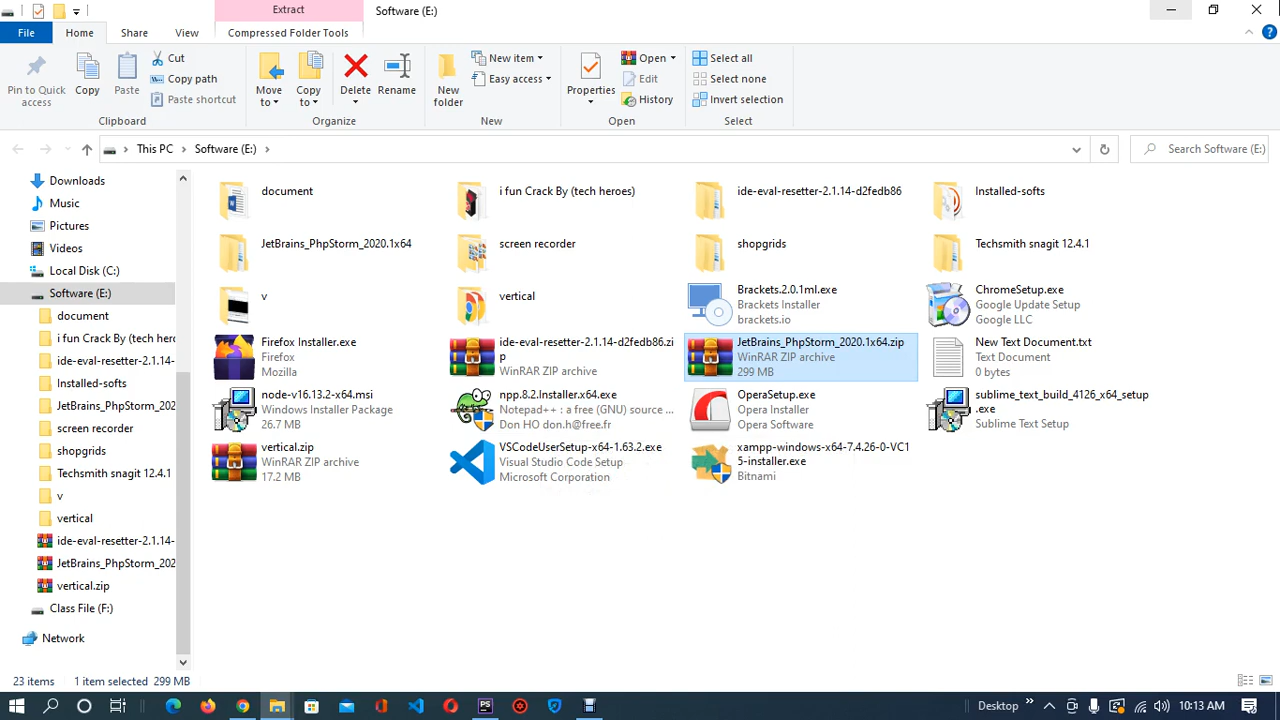 Extract
Software (E:)
File
Home
Share
View
Compressed Folder Tools
Pin to Quick
access
Copy
Paste
Cut
Copy path
Paste shortcut
Move
to
Copy
to
Delete
Rename
New
folder
New item
Easy access
Properties
Open
Edit
History
Select all
Select none
Invert selection
Clipboard
Organize
New
Open
Select
This PC
Software (E:)
Search Software (E:)
Downloads
Music
Pictures
Videos
Local Disk (C:)
Software (E:)
document
i fun Crack By (tech hero
ide-eval-resetter-2.1.14-
Installed-softs
JetBrains_PhpStorm_202
screen recorder
shopgrids
Techsmith snagit 12.4.1
v
vertical
ide-eval-resetter-2.1.14-
JetBrains_PhpStorm_202
vertical.zip
Class File (F:)
Network
document
i fun Crack By (tech heroes)
ide-eval-resetter-2.1.14-d2fedb86
Installed-softs
JetBrains_PhpStorm_2020.1x64
screen recorder
shopgrids
Techsmith snagit 12.4.1
v
vertical
Brackets.2.0.1ml.exe
Brackets Installer
brackets.io
ChromeSetup.exe
Google Update Setup
Google LLC
Firefox Installer.exe
Firefox
Mozilla
ide-eval-resetter-2.1.14-d2fedb86.zi
p
WinRAR ZIP archive
JetBrains_PhpStorm_2020.1x64.zip
WinRAR ZIP archive
299 MB
New Text Document.txt
Text Document
0 bytes
node-v16.13.2-x64.msi
Windows Installer Package
26.7 MB
npp.8.2.Installer.x64.exe
Notepad++ : a free (GNU) source ...
Don HO don.h@free.fr
OperaSetup.exe
Opera Installer
Opera Software
sublime_text_build_4126_x64_setup
.exe
Sublime Text Setup
vertical.zip
WinRAR ZIP archive
17.2 MB
VSCodeUserSetup-x64-1.63.2.exe
Visual Studio Code Setup
Microsoft Corporation
xampp-windows-x64-7.4.26-0-VC1
5-installer.exe
Bitnami
23 items
1 item selected 299 MB
Desktop
10:13 AM